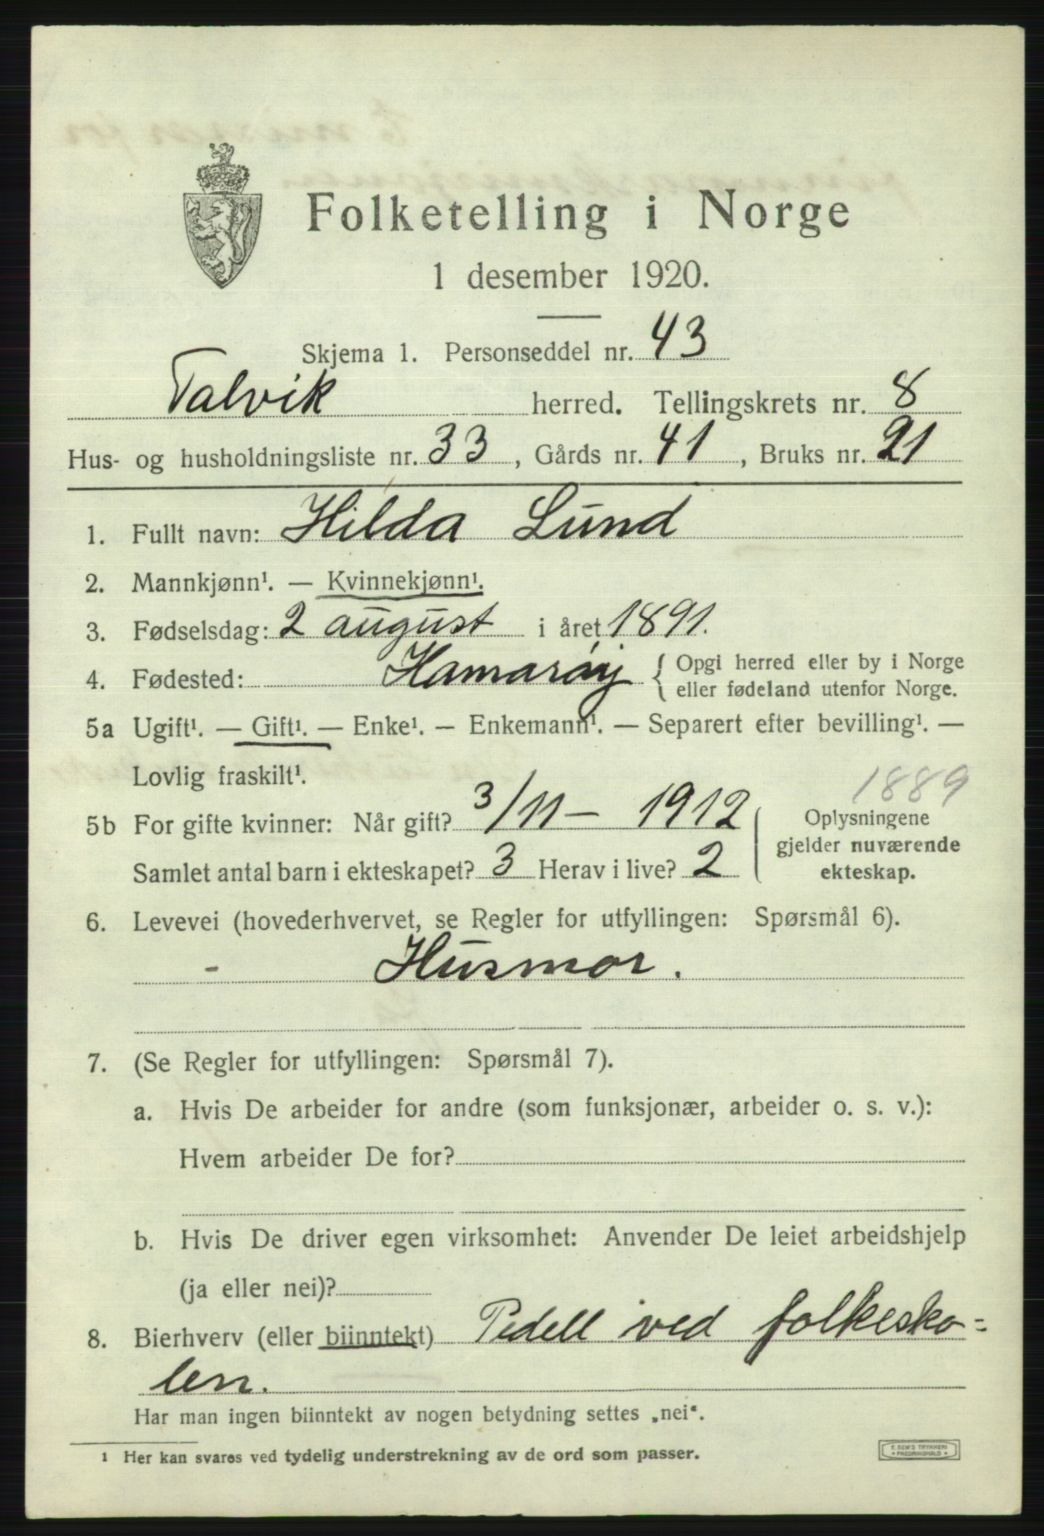 Folketelling i Norge
1 desember 1920.
Skjema 1. Personseddel nr. 43
Talvik herred. Tellingskrets nr. 8
Hus- og husholdningsliste nr. 33, Gårds nr. 41, Bruks nr. 21
1. Fullt navn: Hilda Lund
2. Mannkjønn¹. — Kvinnekjønn¹.
3. Fødselsdag: 2 august i året 1891.
4. Fødested: Hamarøy { Opgi herred eller by i Norge
eller fødeland utenfor Norge.
5a Ugift¹. — Gift¹. — Enke¹. — Enkemann¹. — Separert efter bevilling¹. —
Lovlig fraskilt¹.
1889
5b For gifte kvinner: Når gift? 3/11 – 1912
Samlet antal barn i ekteskapet? 3 Herav i live? 2
Oplysningene
gjelder nuværende
ekteskap.
6. Levevei (hovederhvervet, se Regler for utfyllingen: Spørsmål 6).
- Husmor.
7. (Se Regler for utfyllingen: Spørsmål 7).
a. Hvis De arbeider for andre (som funksjonær, arbeider o. s. v.):
Hvem arbeider De for?
b. Hvis De driver egen virksomhet: Anvender De leiet arbeidshjelp
(ja eller nei)?
8. Bierhverv (eller biinntekt) Pedell ved folkesko=
len.
Har man ingen biinntekt av nogen betydning settes „nei“.
¹ Her kan svares ved tydelig understrekning av de ord som passer.